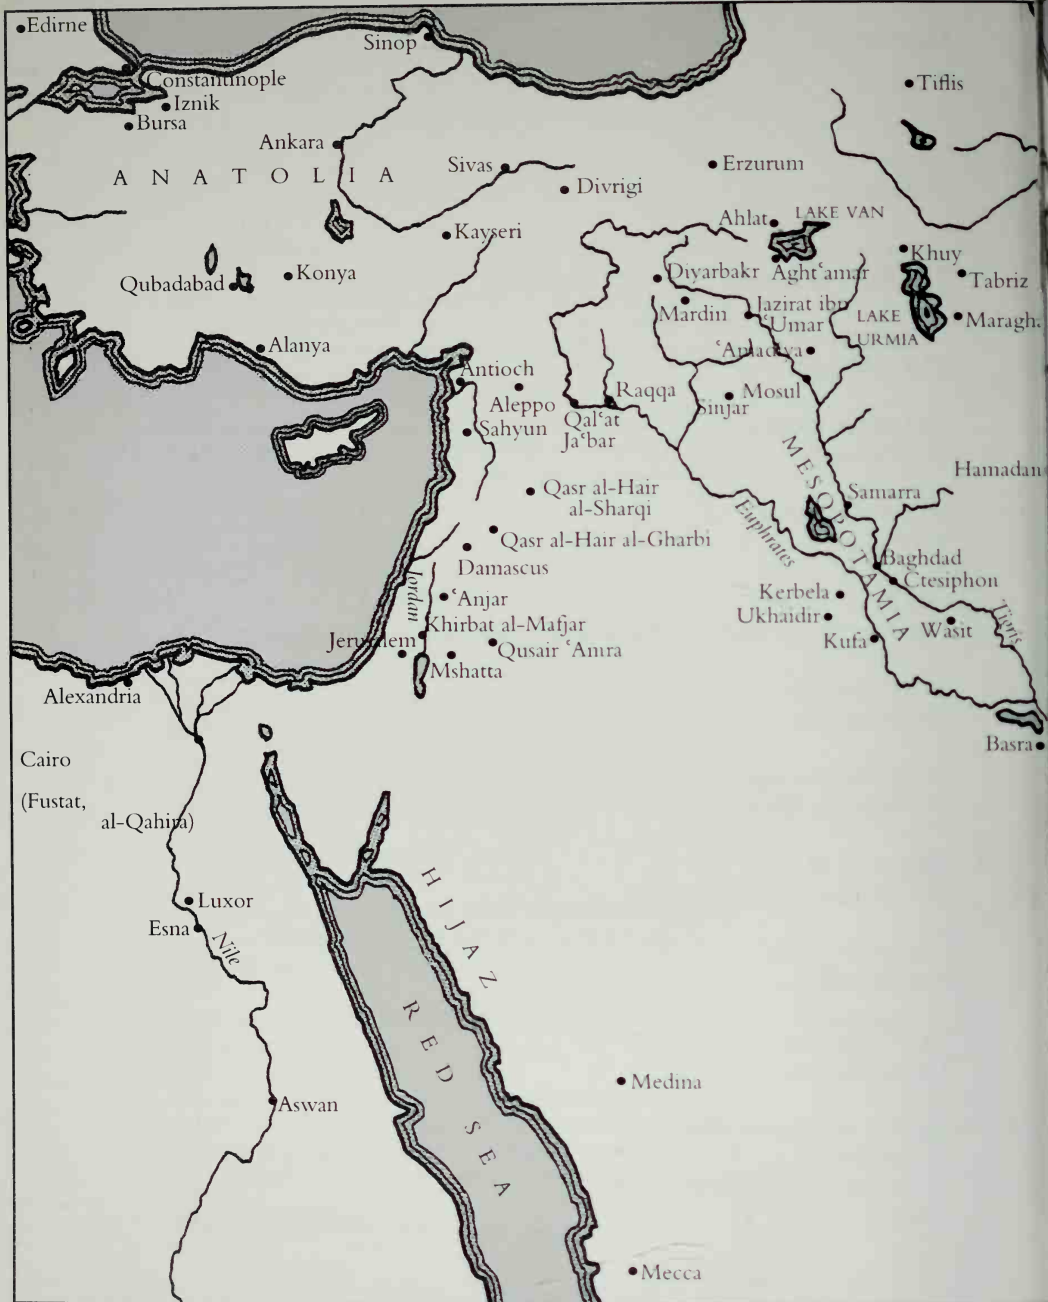 Edirne
Sinop
Constantinople
Iznik
Bursa
Tiflis
Ankara
ANATOLIA
Sivas
Divrigi
Erzurum
Ahlat
LAKE VAN
Kayseri
Khuy
Qubadabad
Konya
Diyarbakr
Aght'amar
Tabriz
Mardin
Jazirat ibn
'Umar
LAKE
URMIA
Maragh
Alanya
'Amadiya
Antioch
Aleppo
Raqqa
Sinjar
Mosul
Sahyun
Qal'at
Ja'bar
MESOPOTAMIA
Hamadan
Qasr al-Hair
al-Sharqi
Samarra
Euphrates
Qasr al-Hair al-Gharbi
Damascus
Baghdad
Ctesiphon
Jordan
'Anjar
Kerbela
Ukhaidir
Tigris
Khirbat al-Mafjar
Jerusalem
Qusair 'Amra
Mshatta
Kufa
Wasit
Alexandria
Basra
Cairo
(Fustat,
al-Qahira)
HIJAZ
Luxor
Esna
Nile
RED SEA
Medina
Aswan
Mecca